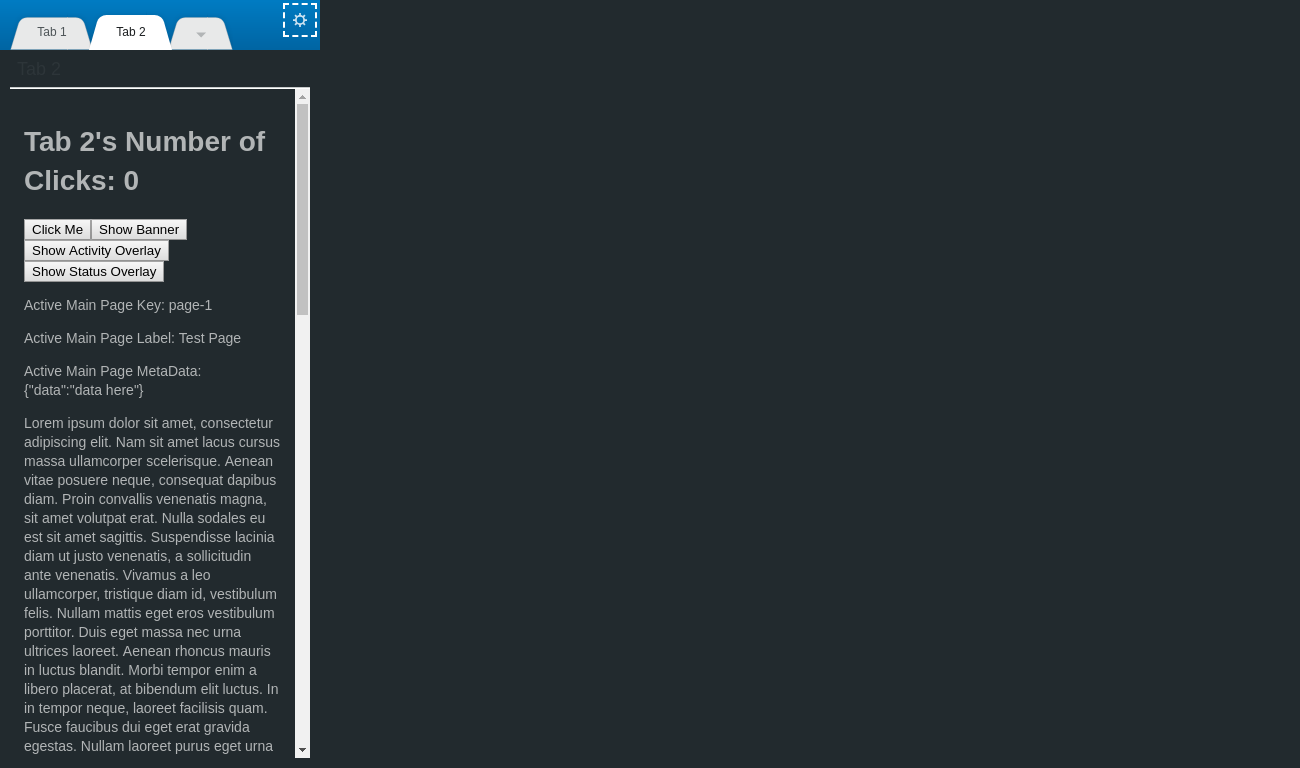 Tab 1
Tab 2
Tab 2
Tab 2's Number of
Clicks: 0
Click Me
Show Banner
Show Activity Overlay
Show Status Overlay
Active Main Page Key: page-1
Active Main Page Label: Test Page
Active Main Page MetaData:
{"data":"data here"}
Lorem ipsum dolor sit amet, consectetur
adipiscing elit. Nam sit amet lacus cursus
massa ullamcorper scelerisque. Aenean
vitae posuere neque, consequat dapibus
diam. Proin convallis venenatis magna,
sit amet volutpat erat. Nulla sodales eu
est sit amet sagittis. Suspendisse lacinia
diam ut justo venenatis, a sollicitudin
ante venenatis. Vivamus a leo
ullamcorper, tristique diam id, vestibulum
felis. Nullam mattis eget eros vestibulum
porttitor. Duis eget massa nec urna
ultrices laoreet. Aenean rhoncus mauris
in luctus blandit. Morbi tempor enim a
libero placerat, at bibendum elit luctus. In
in tempor neque, laoreet facilisis quam.
Fusce faucibus dui eget erat gravida
egestas. Nullam laoreet purus eget urna